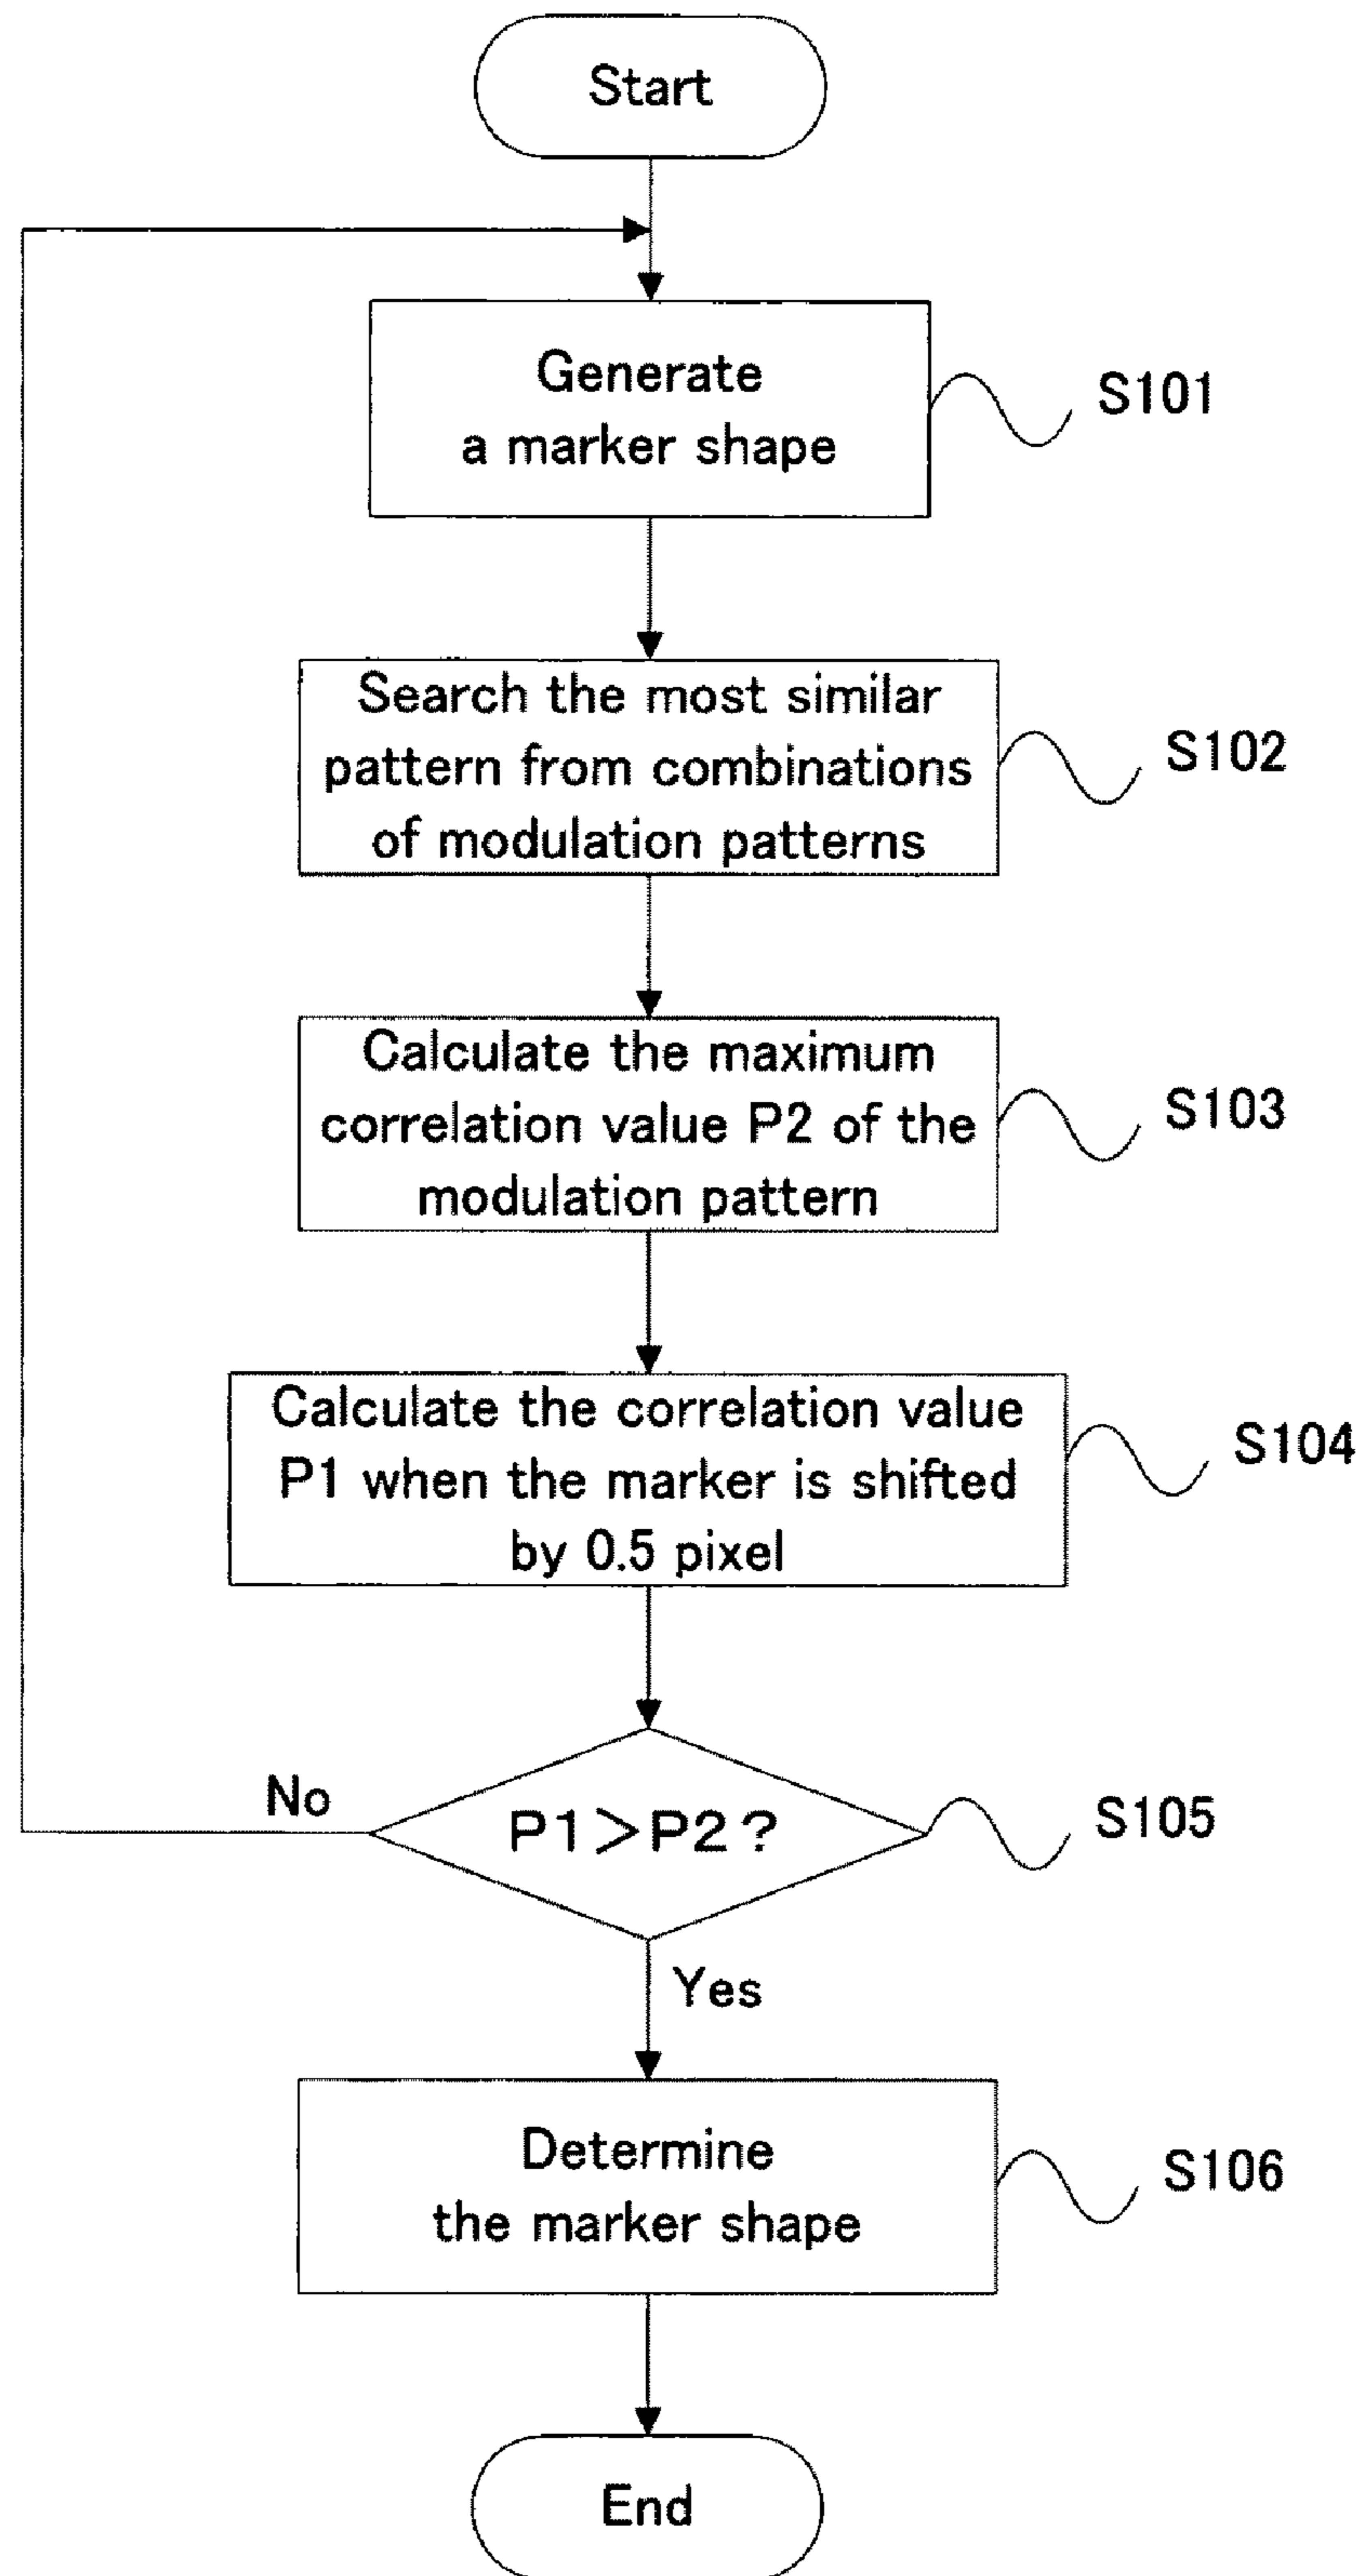 Start
Generate
a marker shape
S101
Search the most similar
pattern from combinations
of modulation patterns
S102
Calculate the maximum
correlation value P2 of the
modulation pattern
S103
Calculate the correlation value
P1 when the marker is shifted
by 0.5 pixel
S104
No
P1>P2?
S105
Yes
Determine
the marker shape
S106
End